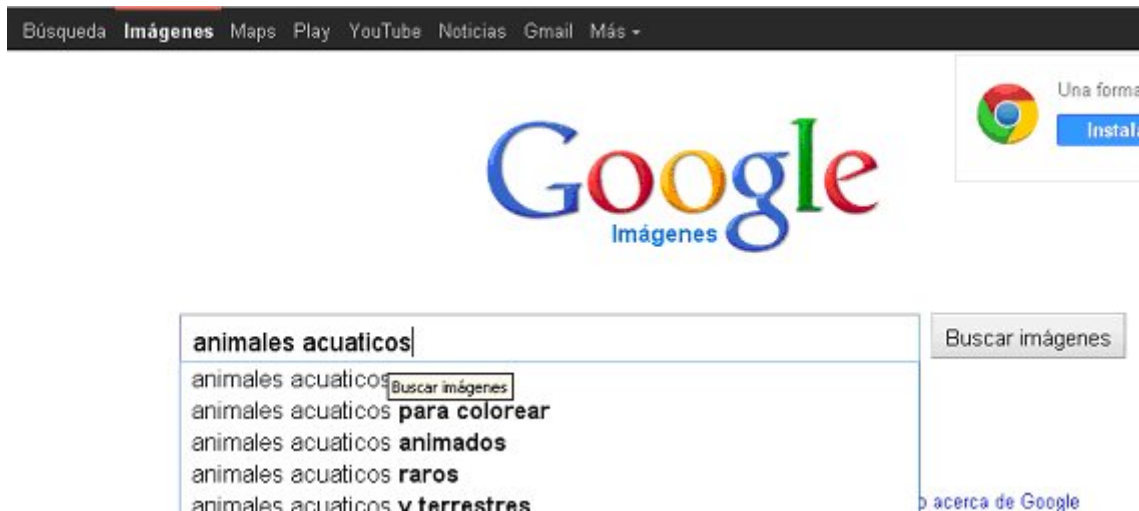 Búsqueda Imágenes Maps Play YouTube Noticias Gmail Más
Una forma
Instal
Google
Imágenes
animales acuaticos
Buscar imágenes
animales acuaticos
Buscar imágenes
animales acuaticos para colorear
animales acuaticos animados
animales acuaticos raros
animales acuaticos y terrestres
acerca de Google